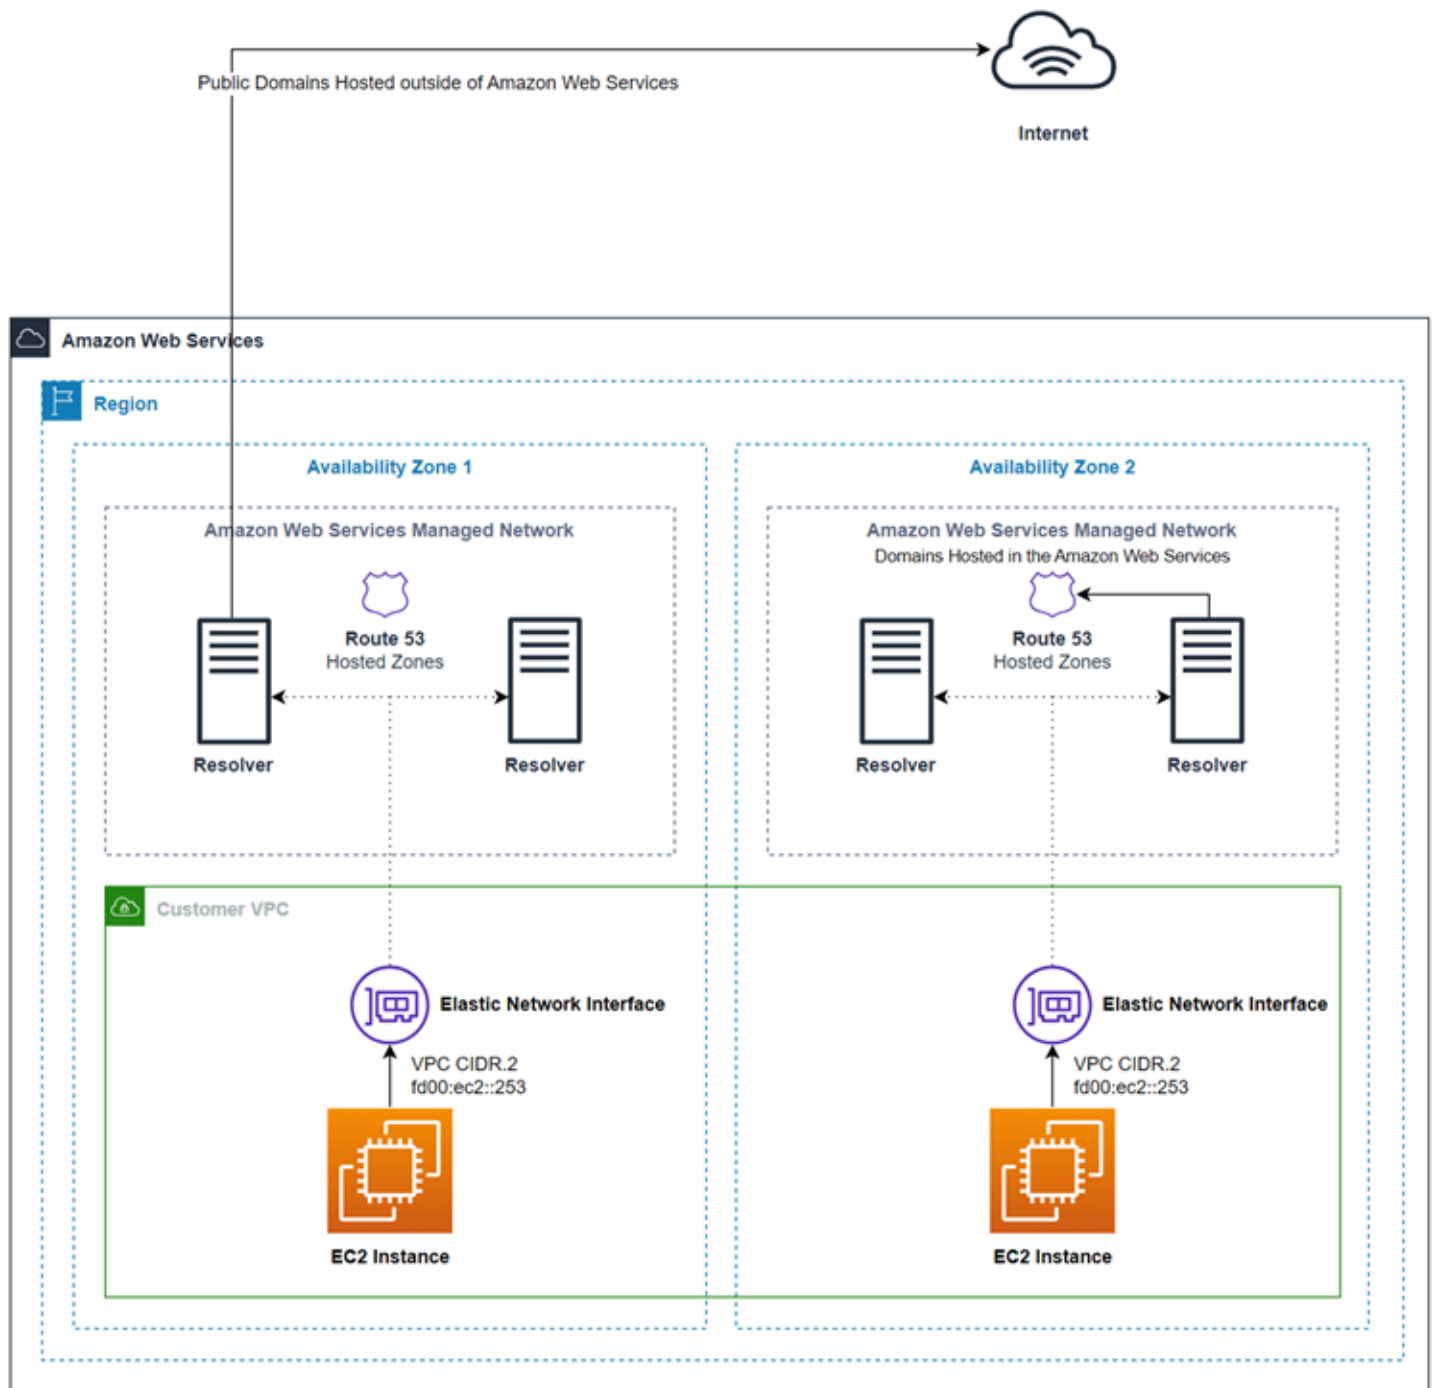 Public Domains Hosted outside of Amazon Web Services
Internet
Amazon Web Services
Region
Availability Zone 1
Amazon Web Services Managed Network
Route 53
Hosted Zones
Resolver
Resolver
Availability Zone 2
Amazon Web Services Managed Network
Domains Hosted in the Amazon Web Services
Route 53
Hosted Zones
Resolver
Resolver
Customer VPC
Elastic Network Interface
VPC CIDR.2
fd00:ec2::253
EC2 Instance
Elastic Network Interface
VPC CIDR.2
fd00:ec2::253
EC2 Instance